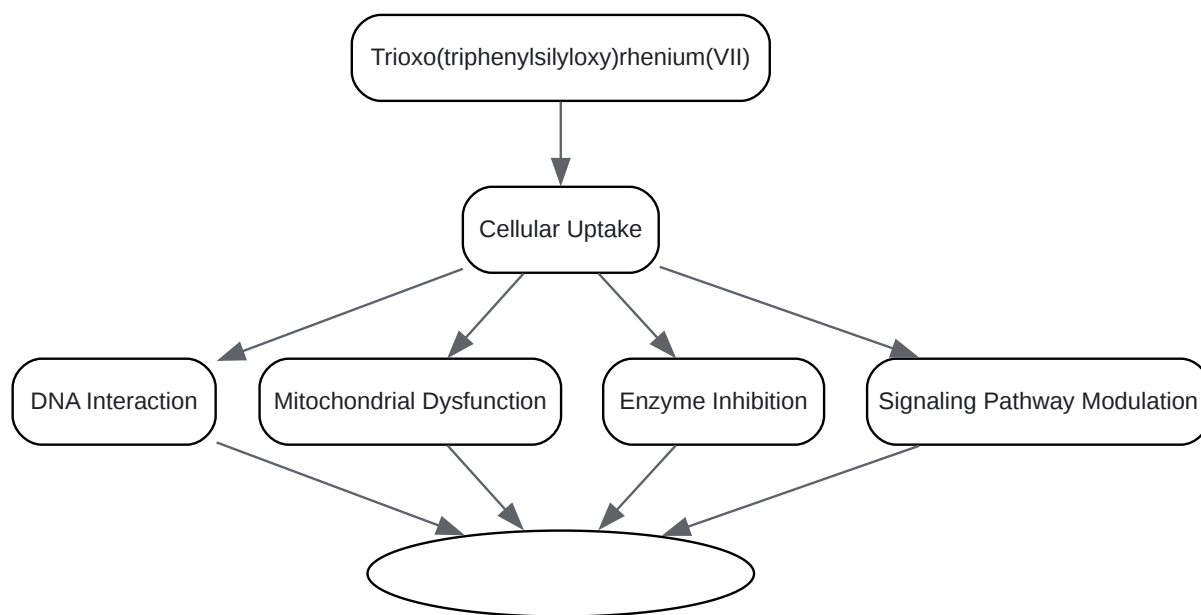 Trioxo(triphenylsilyloxy)rhenium(VII)
Cellular Uptake
DNA Interaction
Mitochondrial Dysfunction
Enzyme Inhibition
Signaling Pathway Modulation